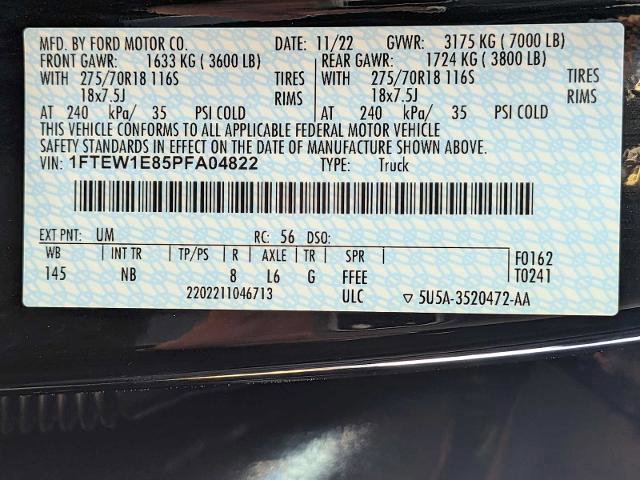 MFD. BY FORD MOTOR CO. DATE: 11/22 GVWR: 3175 KG ( 7000 LB)
FRONT GAWR: 1633 KG ( 3600 LB) REAR GAWR: 1724 KG ( 3800 LB)
WITH 275/70R18 116S TIRES WITH 275/70R18 116S TIRES
18x7.5J RIMS 18x7.5J RIMS
AT 240 kPa/ 35 PSI COLD AT 240 kPa/ 35 PSI COLD
THIS VEHICLE CONFORMS TO ALL APPLICABLE FEDERAL MOTOR VEHICLE
SAFETY STANDARDS IN EFFECT ON THE DATE OF MANUFACTURE SHOWN ABOVE.
VIN: 1FTEW1E85PFA04822 TYPE: Truck
EXT PNT: UM RC: 56 DSO:
WB INT TR TP/PS R AXLE TR SPR F0162
145 NB 8 L6 G FFEE T0241
2202211046713 ULC ▽ 5U5A-3520472-AA